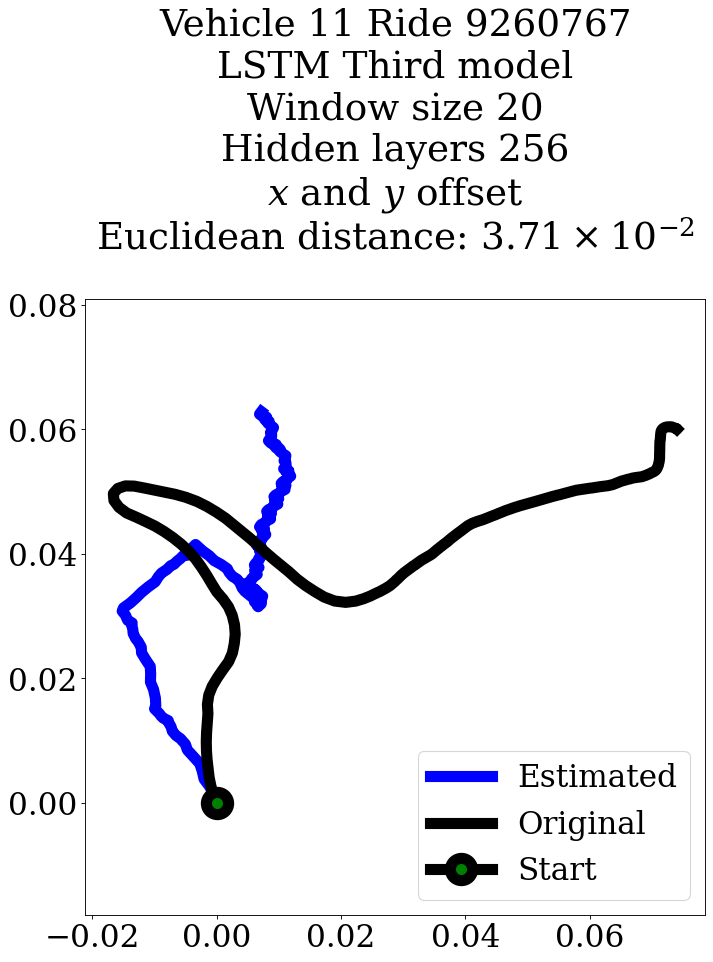 Vehicle 11 Ride 9260767
LSTM Third model
Window size 20
Hidden layers 256
x and y offset
Euclidean distance: 3.71 × 10⁻²
0.08
0.06
0.04
0.02
0.00
−0.02 0.00 0.02 0.04 0.06
Estimated
Original
Start